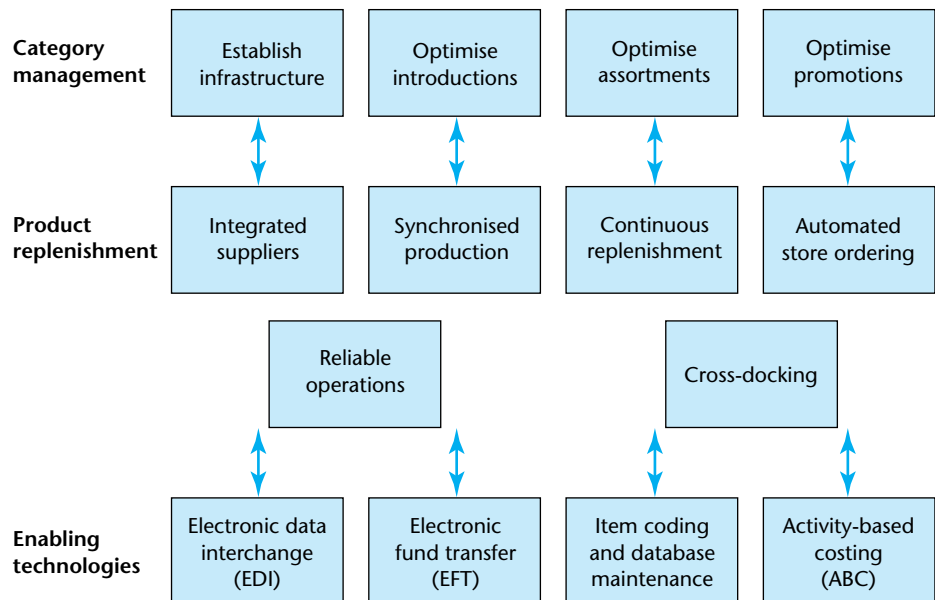 Category
management
Establish
infrastructure
Optimise
introductions
Optimise
assortments
Optimise
promotions
Product
replenishment
Integrated
suppliers
Synchronised
production
Continuous
replenishment
Automated
store ordering
Reliable
operations
Cross-docking
Enabling
technologies
Electronic data
interchange
(EDI)
Electronic
fund transfer
(EFT)
Item coding
and database
maintenance
Activity-based
costing
(ABC)